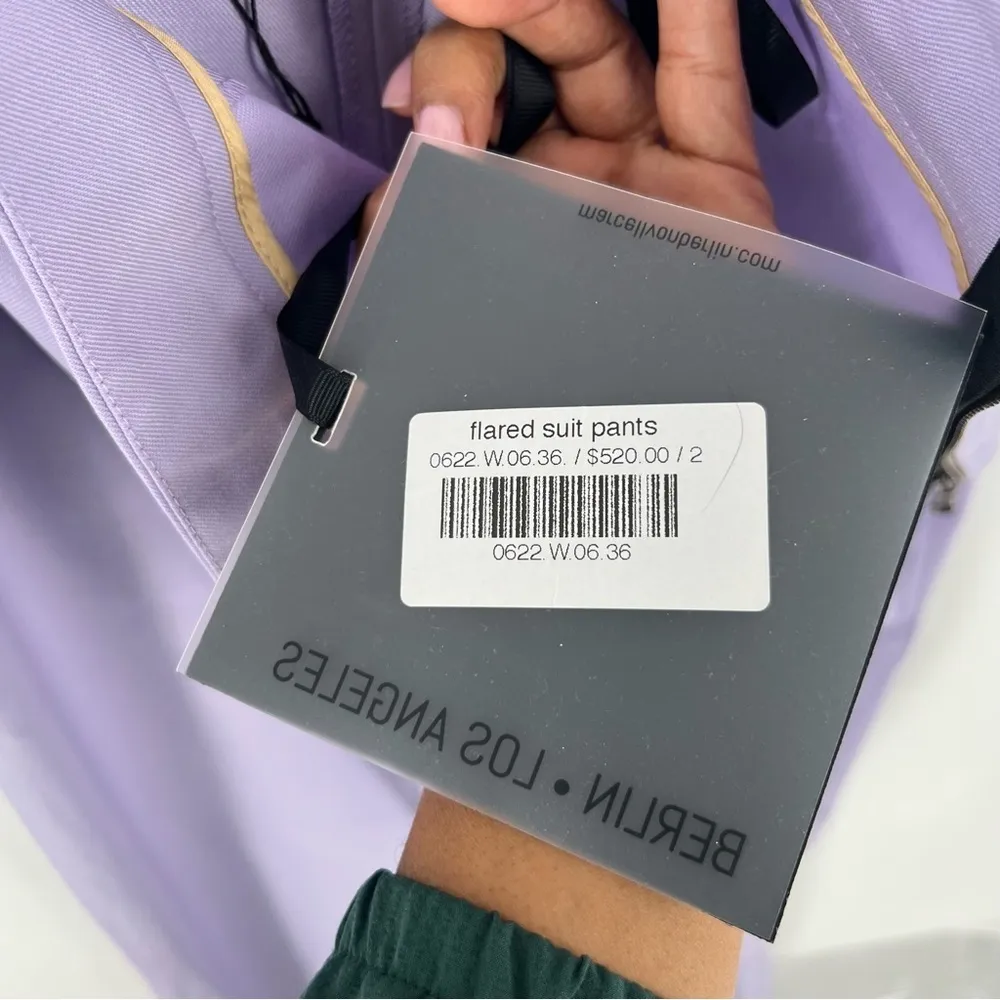 marcellvonberlin.com
flared suit pants
0622.W.06.36. / $520.00 / 2
0622.W.06.36
BERLIN • LOS ANGELES